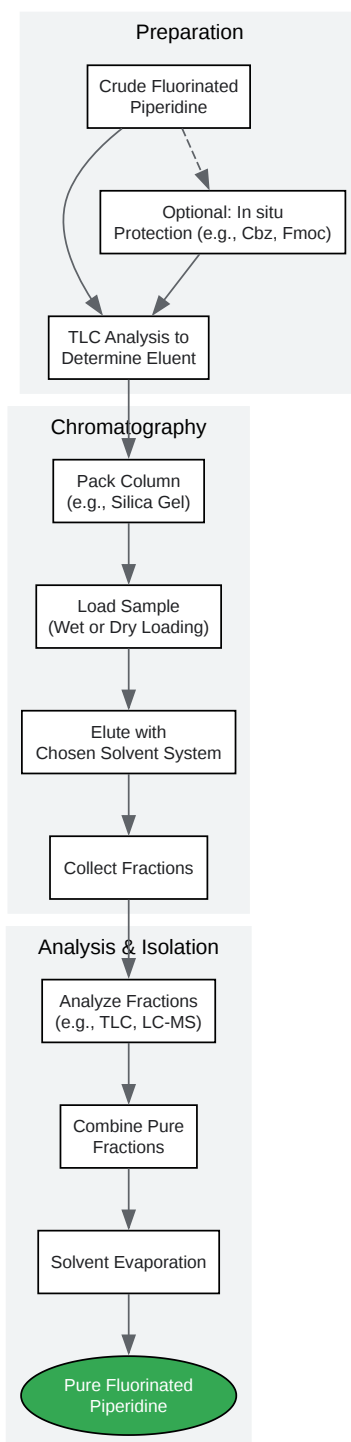 Preparation
Crude Fluorinated
Piperidine
Optional: In situ
Protection (e.g., Cbz, Fmoc)
TLC Analysis to
Determine Eluent
Chromatography
Pack Column
(e.g., Silica Gel)
Load Sample
(Wet or Dry Loading)
Elute with
Chosen Solvent System
Collect Fractions
Analysis & Isolation
Analyze Fractions
(e.g., TLC, LC-MS)
Combine Pure
Fractions
Solvent Evaporation
Pure Fluorinated
Piperidine